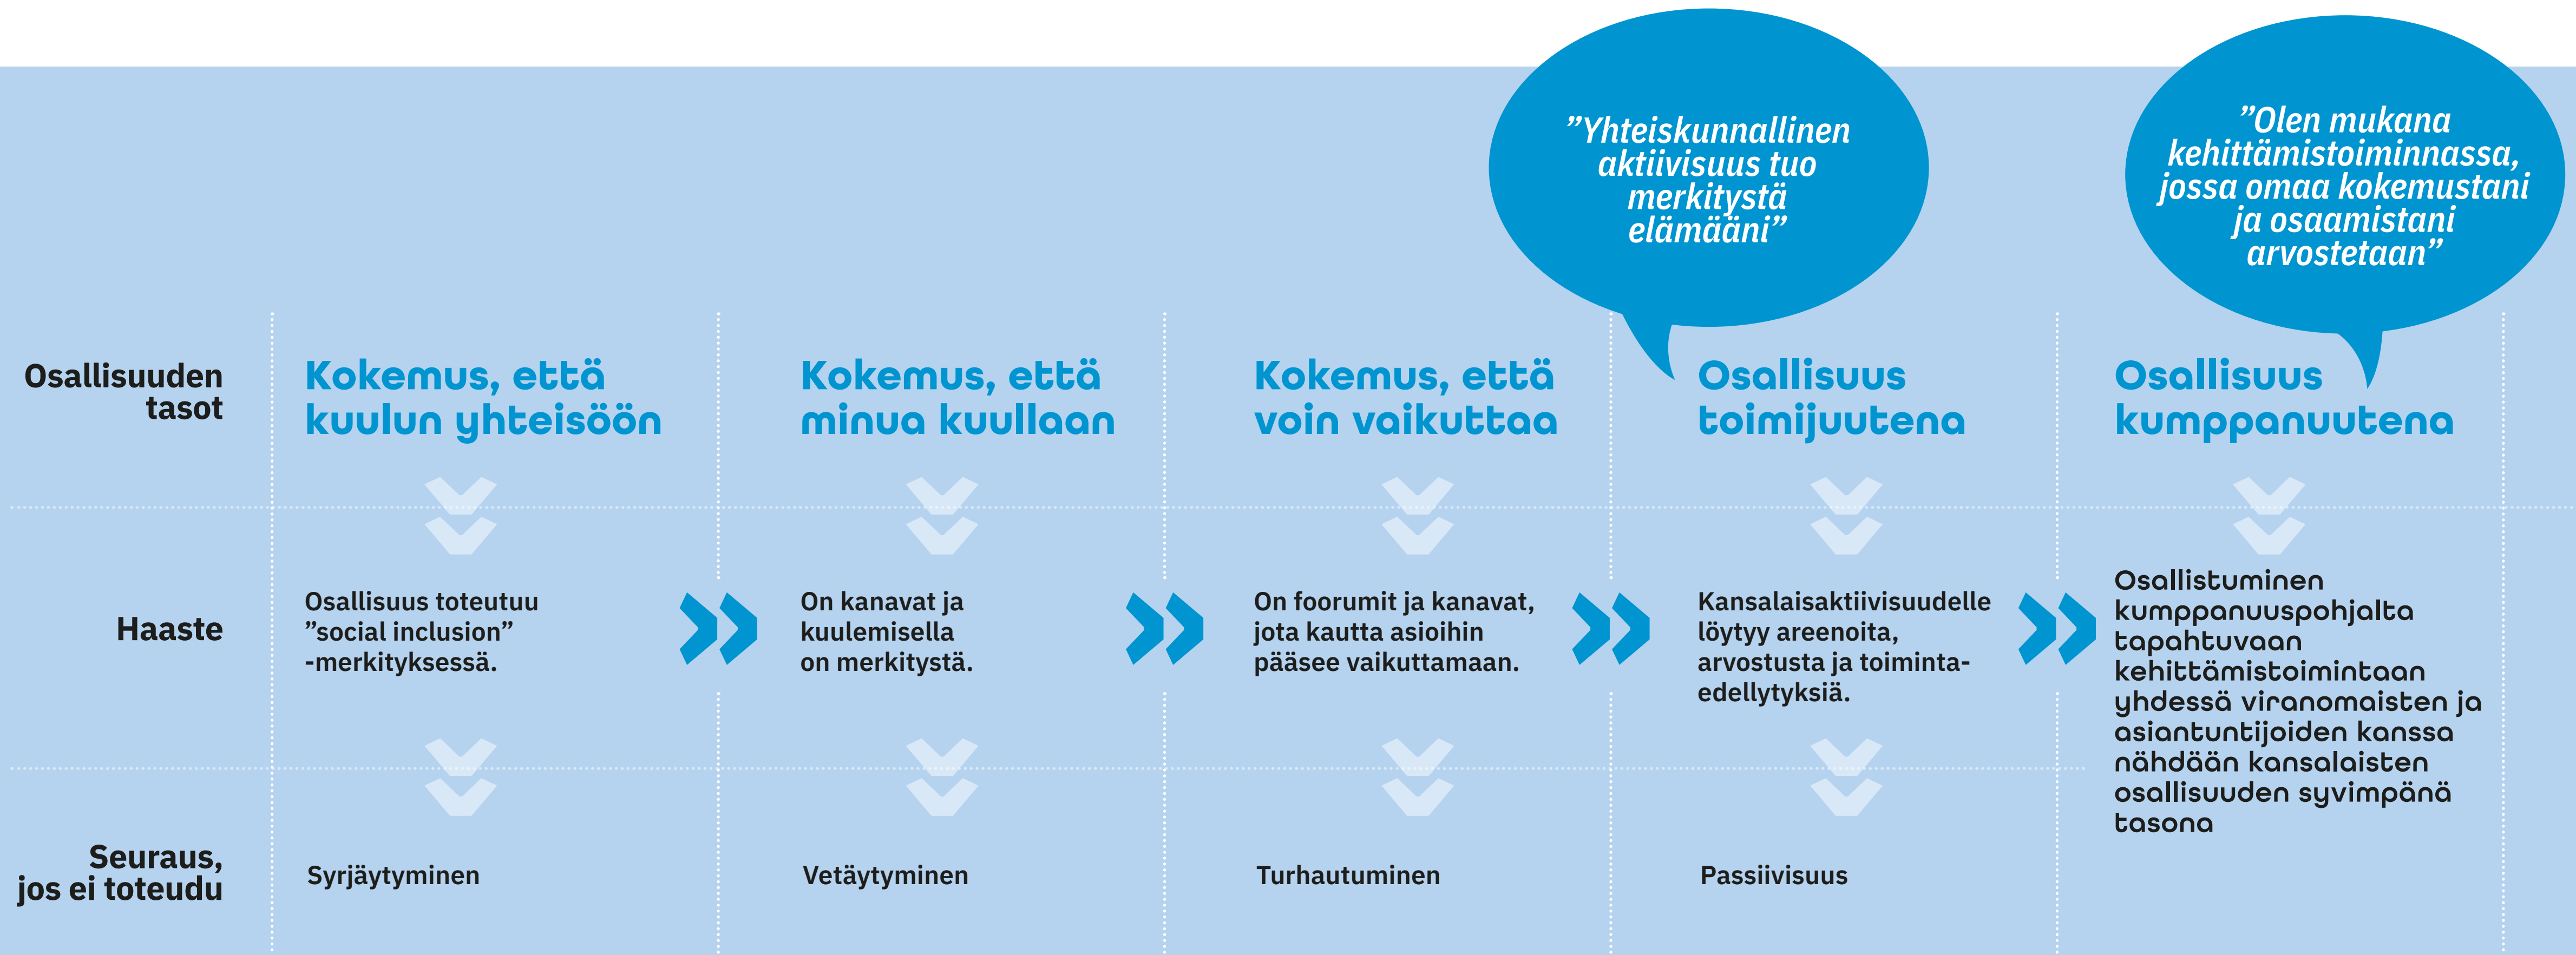 ”Yhteiskunnallinen
aktiivisuus tuo
merkitystä
elämääni”
”Olen mukana
kehittämistoiminnassa,
jossa omaa kokemustani
ja osaamistani
arvostetaan”
Osallisuuden
tasot
Kokemus, että
kuulun yhteisöön
Kokemus, että
minua kuullaan
Kokemus, että
voin vaikuttaa
Osallisuus
toimijuutena
Osallisuus
kumppanuutena
Haaste
Osallisuus toteutuu
”social inclusion”
-merkityksessä.
On kanavat ja
kuulemisella
on merkitystä.
On foorumit ja kanavat,
jota kautta asioihin
pääsee vaikuttamaan.
Kansalaisaktiivisuudelle
löytyy areenoita,
arvostusta ja toiminta-
edellytyksiä.
Osallistuminen
kumppanuuspohjalta
tapahtuvaan
kehittämistoimintaan
yhdessä viranomaisten ja
asiantuntijoiden kanssa
nähdään kansalaisten
osallisuuden syvimpänä
tasona
Seuraus,
jos ei toteudu
Syrjäytyminen
Vetäytyminen
Turhautuminen
Passiivisuus